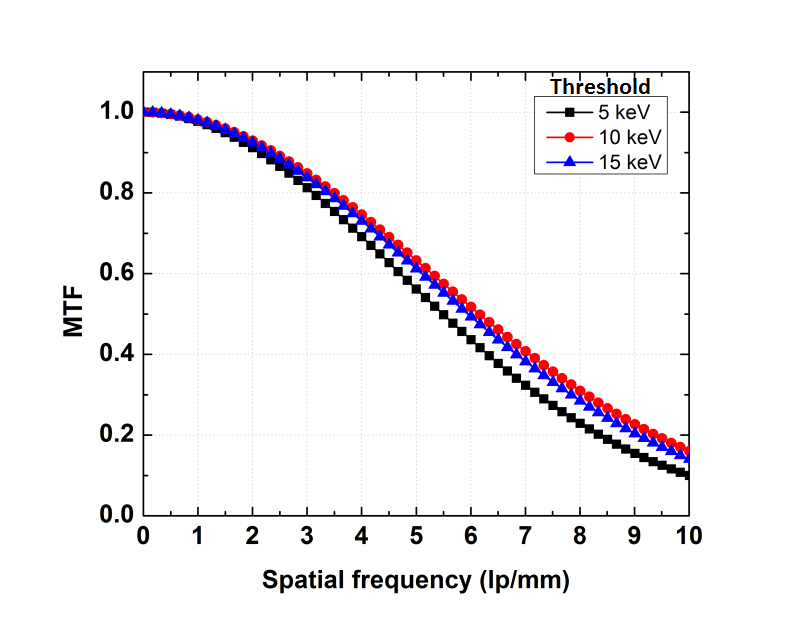 Threshold
5 keV
10 keV
15 keV
1.0
0.8
0.6
0.4
0.2
0.0
MTF
0 1 2 3 4 5 6 7 8 9 10
Spatial frequency (lp/mm)